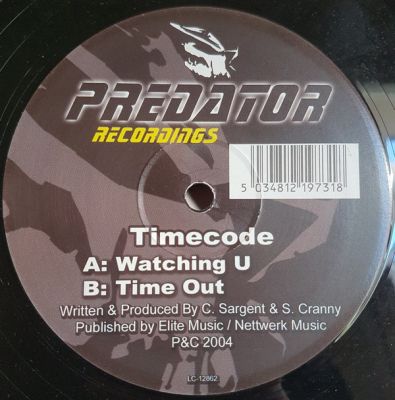 PREDATOR
RECORDINGS
5 034812 197318
Timecode
A: Watching U
B: Time Out
Written & Produced By C. Sargent & S. Cranny
Published by Elite Music / Nettwerk Music
P&C 2004
LC-12862